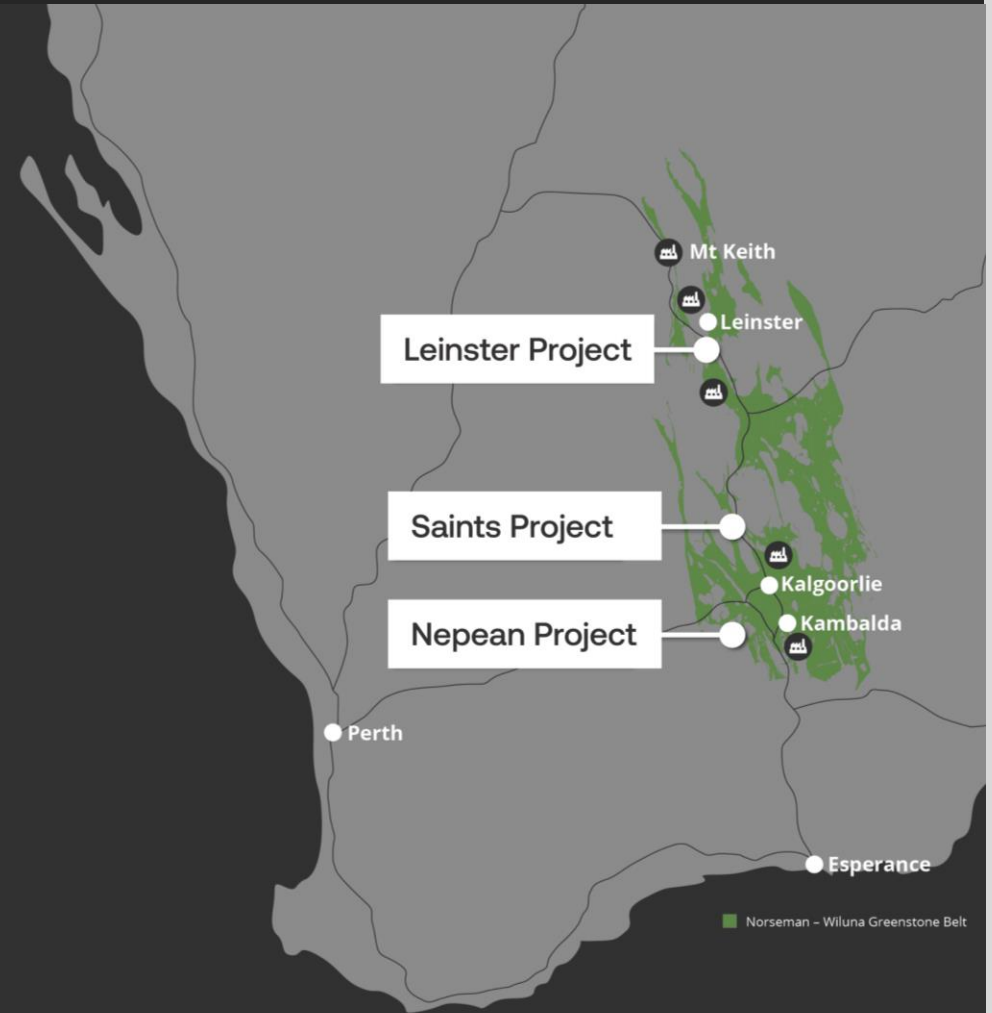 Mt Keith
Leinster
Leinster Project
Saints Project
Kalgoorlie
Kambalda
Nepean Project
Perth
Esperance
Norseman – Wiluna Greenstone Belt